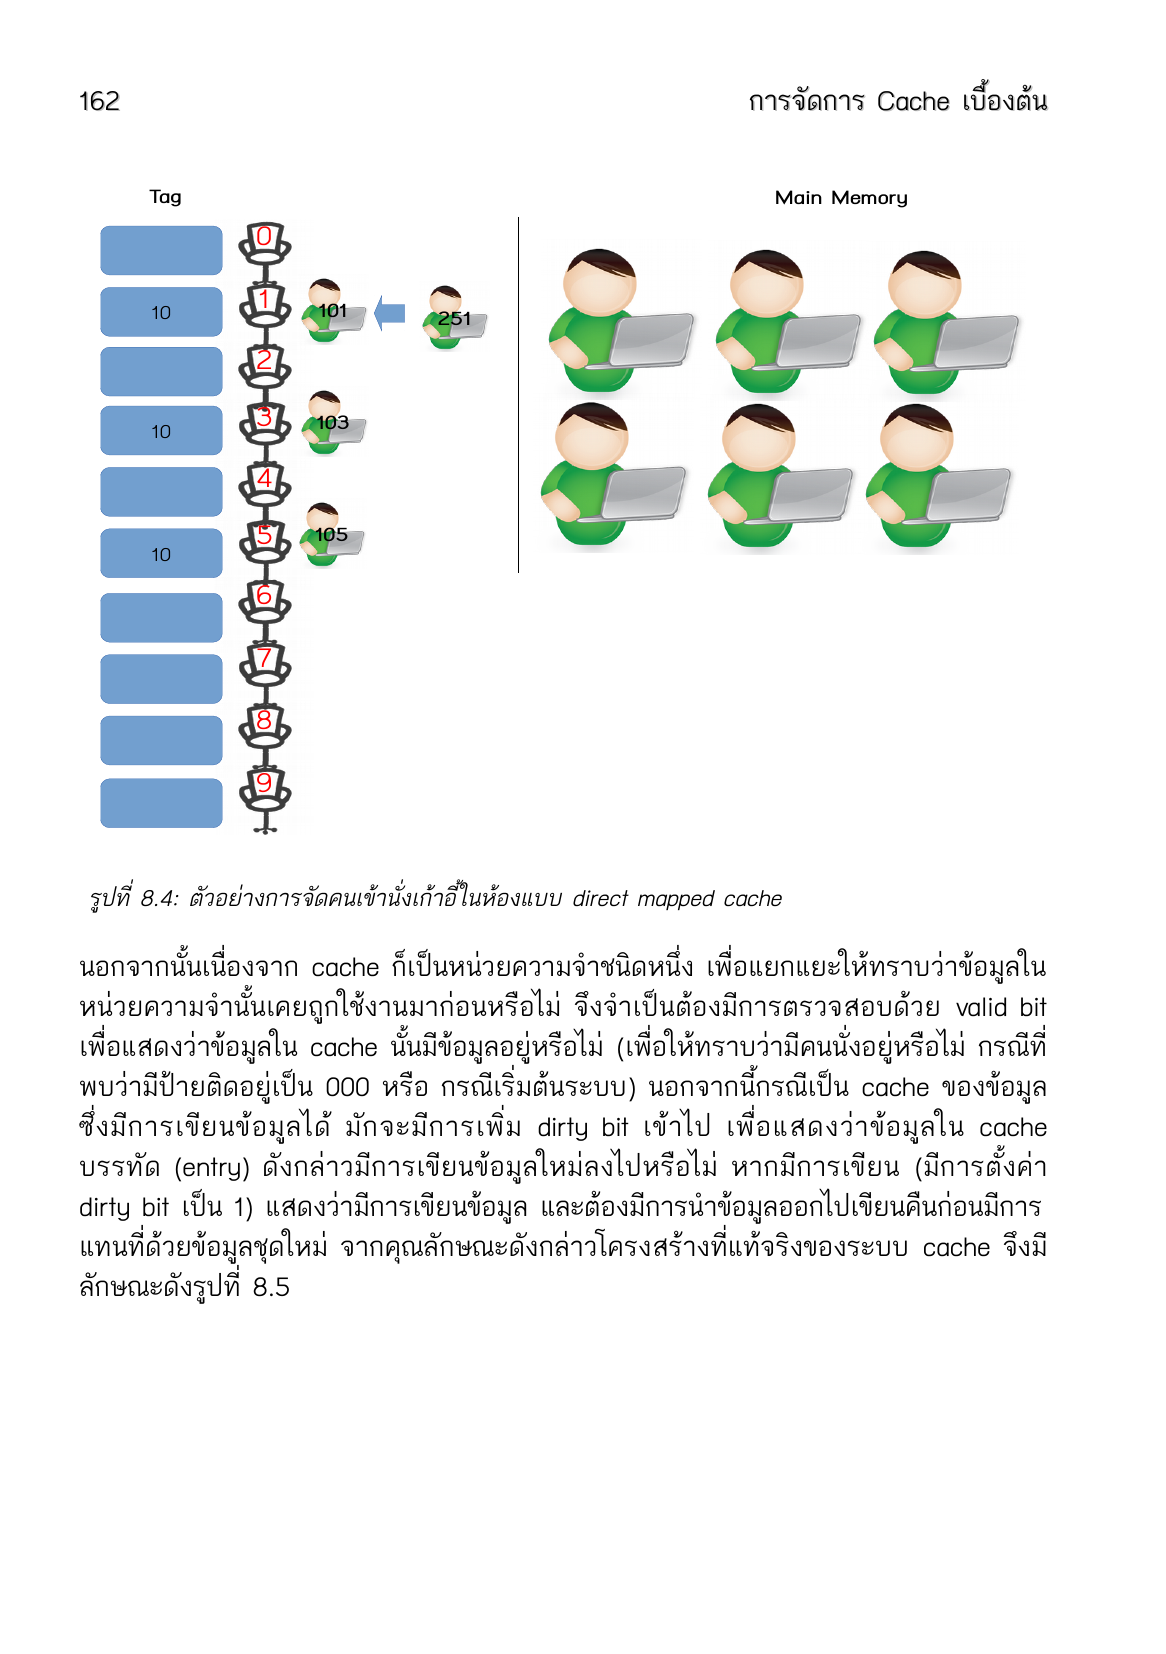 162 การจัดการ Cache เบื้องต้น
Tag
Main Memory
0
10
1
101
251
2
10
3
103
4
10
5
105
6
7
8
9
รูปที่ 8.4: ตัวอย่างการจัดคนเข้านั่งเก้าอี้ในห้องแบบ direct mapped cache
นอกจากนั้นเนื่องจาก cache ก็เป็นหน่วยความจำชนิดหนึ่ง เพื่อแยกแยะให้ทราบว่าข้อมูลใน
หน่วยความจำนั้นเคยถูกใช้งานมาก่อนหรือไม่ จึงจำเป็นต้องมีการตรวจสอบด้วย valid bit
เพื่อแสดงว่าข้อมูลใน cache นั้นมีข้อมูลอยู่หรือไม่ (เพื่อให้ทราบว่ามีคนนั่งอยู่หรือไม่ กรณีที่
พบว่ามีป้ายติดอยู่เป็น 000 หรือ กรณีเริ่มต้นระบบ) นอกจากนี้กรณีเป็น cache ของข้อมูล
ซึ่งมีการเขียนข้อมูลได้ มักจะมีการเพิ่ม dirty bit เข้าไป เพื่อแสดงว่าข้อมูลใน cache
บรรทัด (entry) ดังกล่าวมีการเขียนข้อมูลใหม่ลงไปหรือไม่ หากมีการเขียน (มีการตั้งค่า
dirty bit เป็น 1) แสดงว่ามีการเขียนข้อมูล และต้องมีการนำข้อมูลออกไปเขียนคืนก่อนมีการ
แทนที่ด้วยข้อมูลชุดใหม่ จากคุณลักษณะดังกล่าวโครงสร้างที่แท้จริงของระบบ cache จึงมี
ลักษณะดังรูปที่ 8.5